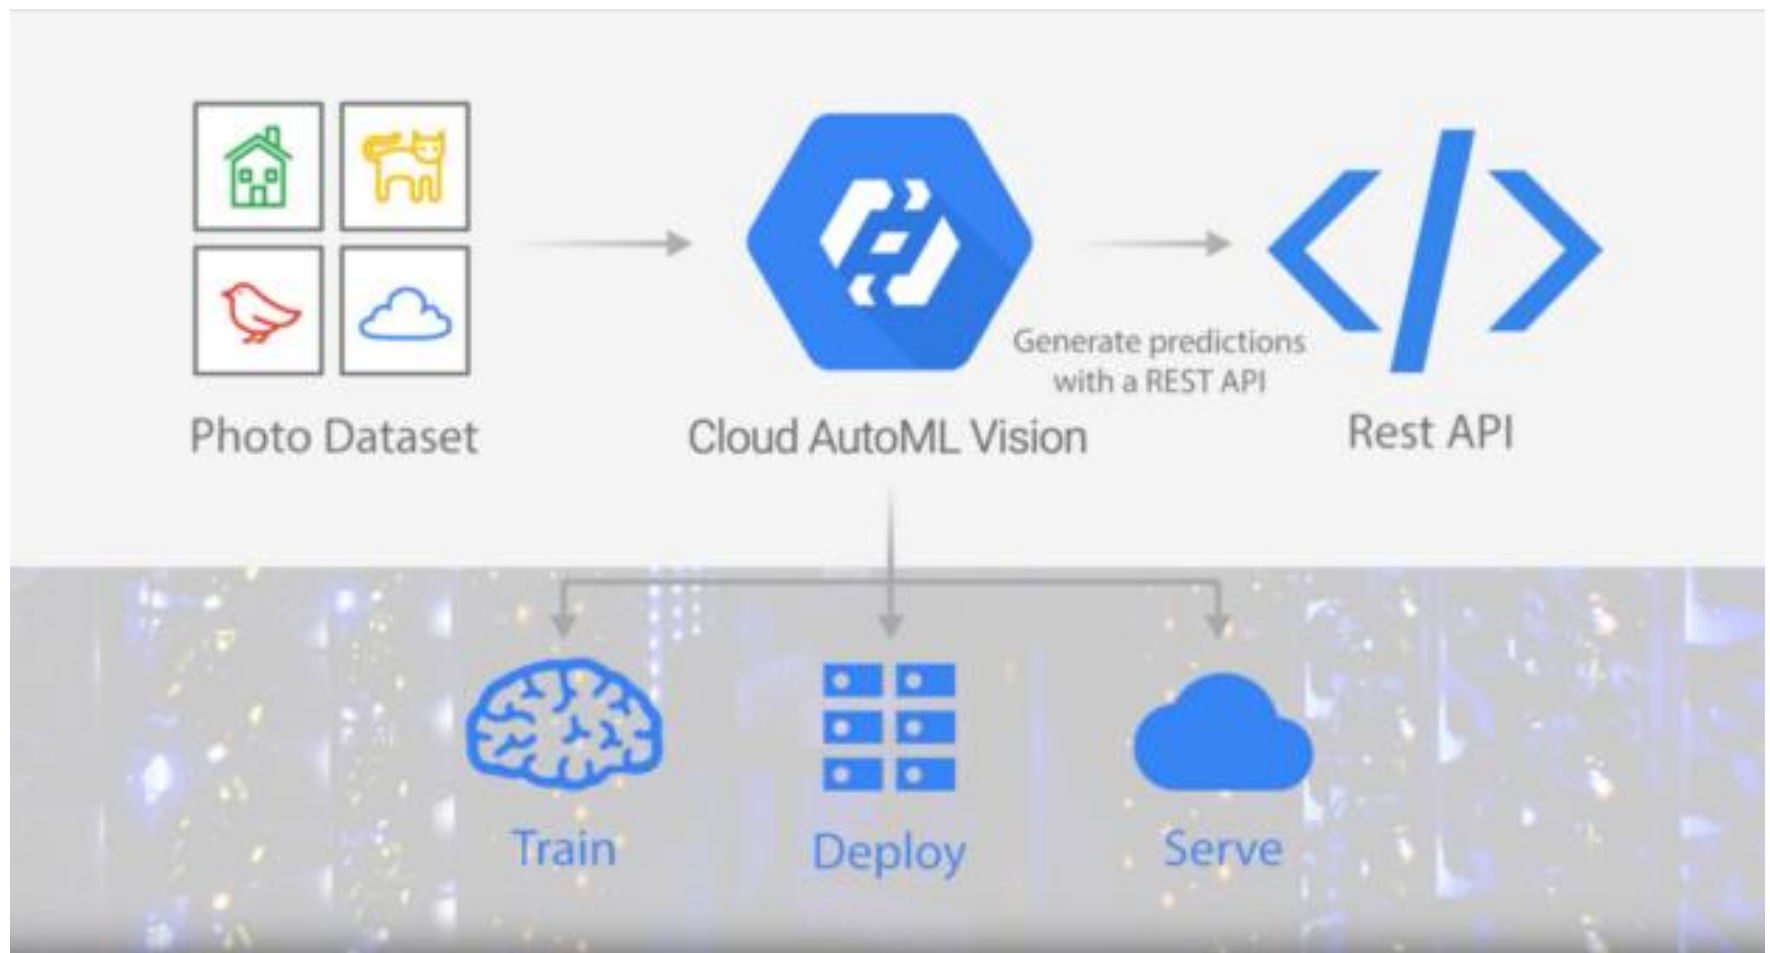 Generate predictions
with a REST API
Photo Dataset
Cloud AutoML Vision
Rest API
Train
Deploy
Serve